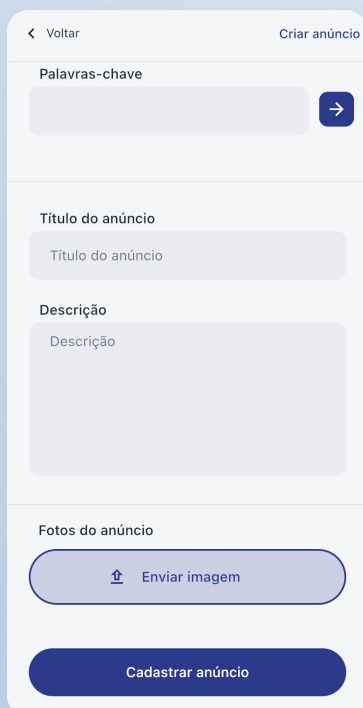 Voltar
Criar anúncio
Palavras-chave
Título do anúncio
Título do anúncio
Descrição
Descrição
Fotos do anúncio
Enviar imagem
Cadastrar anúncio